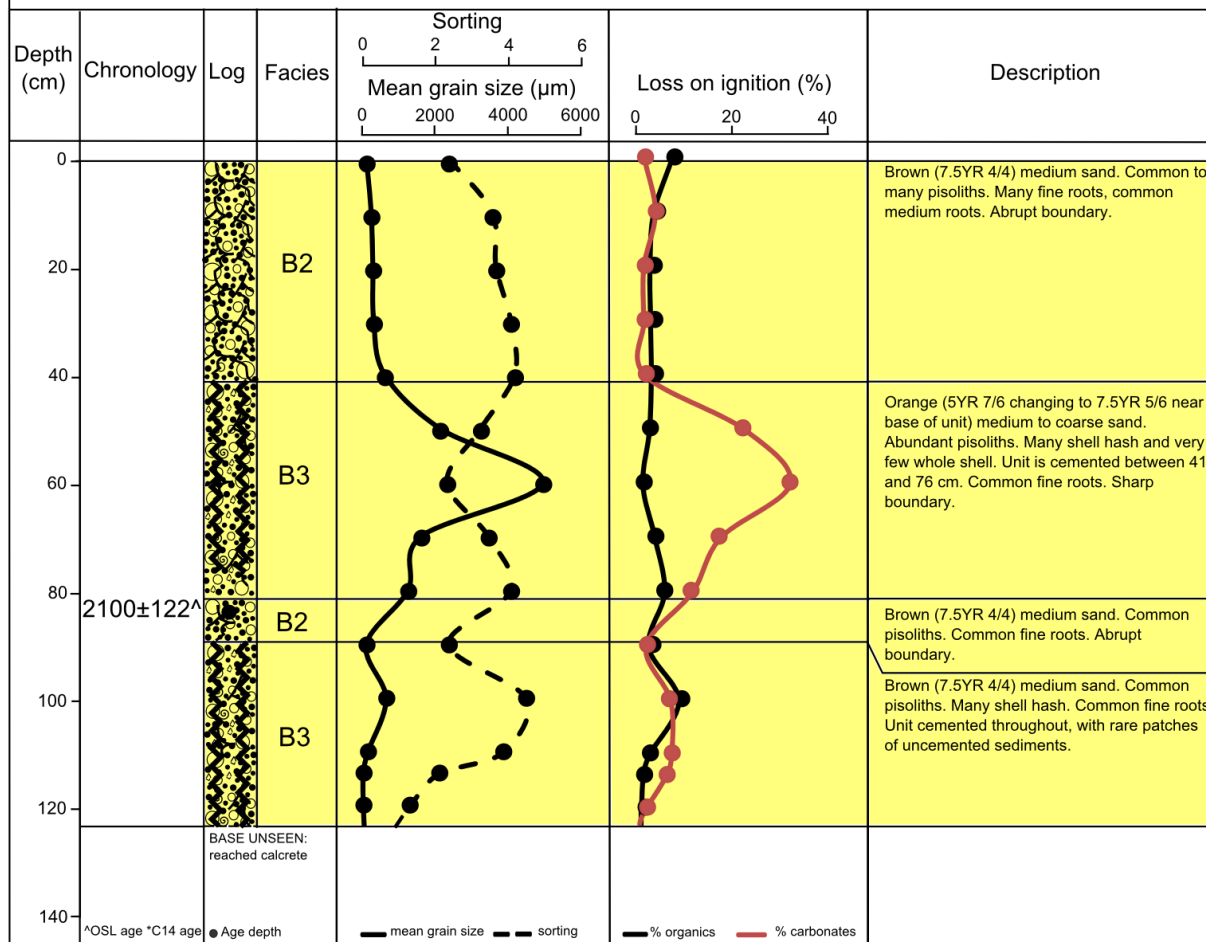 Depth
(cm)
Chronology
Log
Facies
Sorting
0 2 4 6
Mean grain size (µm)
0 2000 4000 6000
Loss on ignition (%)
0 20 40
Description
0
20
40
60
80
100
120
140
2100±122^
B2
B3
B2
B3
Brown (7.5YR 4/4) medium sand. Common to
many pisoliths. Many fine roots, common
medium roots. Abrupt boundary.
Orange (5YR 7/6 changing to 7.5YR 5/6 near
base of unit) medium to coarse sand.
Abundant pisoliths. Many shell hash and very
few whole shell. Unit is cemented between 41
and 76 cm. Common fine roots. Sharp
boundary.
Brown (7.5YR 4/4) medium sand. Common
pisoliths. Common fine roots. Abrupt
boundary.
Brown (7.5YR 4/4) medium sand. Common
pisoliths. Many shell hash. Common fine roots
Unit cemented throughout, with rare patches
of uncemented sediments.
BASE UNSEEN:
reached calcrete
^OSL age *C14 age
Age depth
mean grain size
sorting
% organics
% carbonates